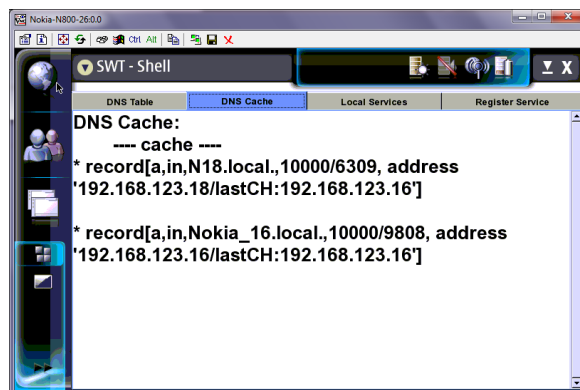 Nokia-N800-26:0.0
Ctrl Alt
SWT - Shell
X
DNS Table DNS Cache Local Services Register Service
DNS Cache:
---- cache ----
* record[a,in,N18.local.,10000/6309, address
'192.168.123.18/lastCH:192.168.123.16']
* record[a,in,Nokia_16.local.,10000/9808, address
'192.168.123.16/lastCH:192.168.123.16']